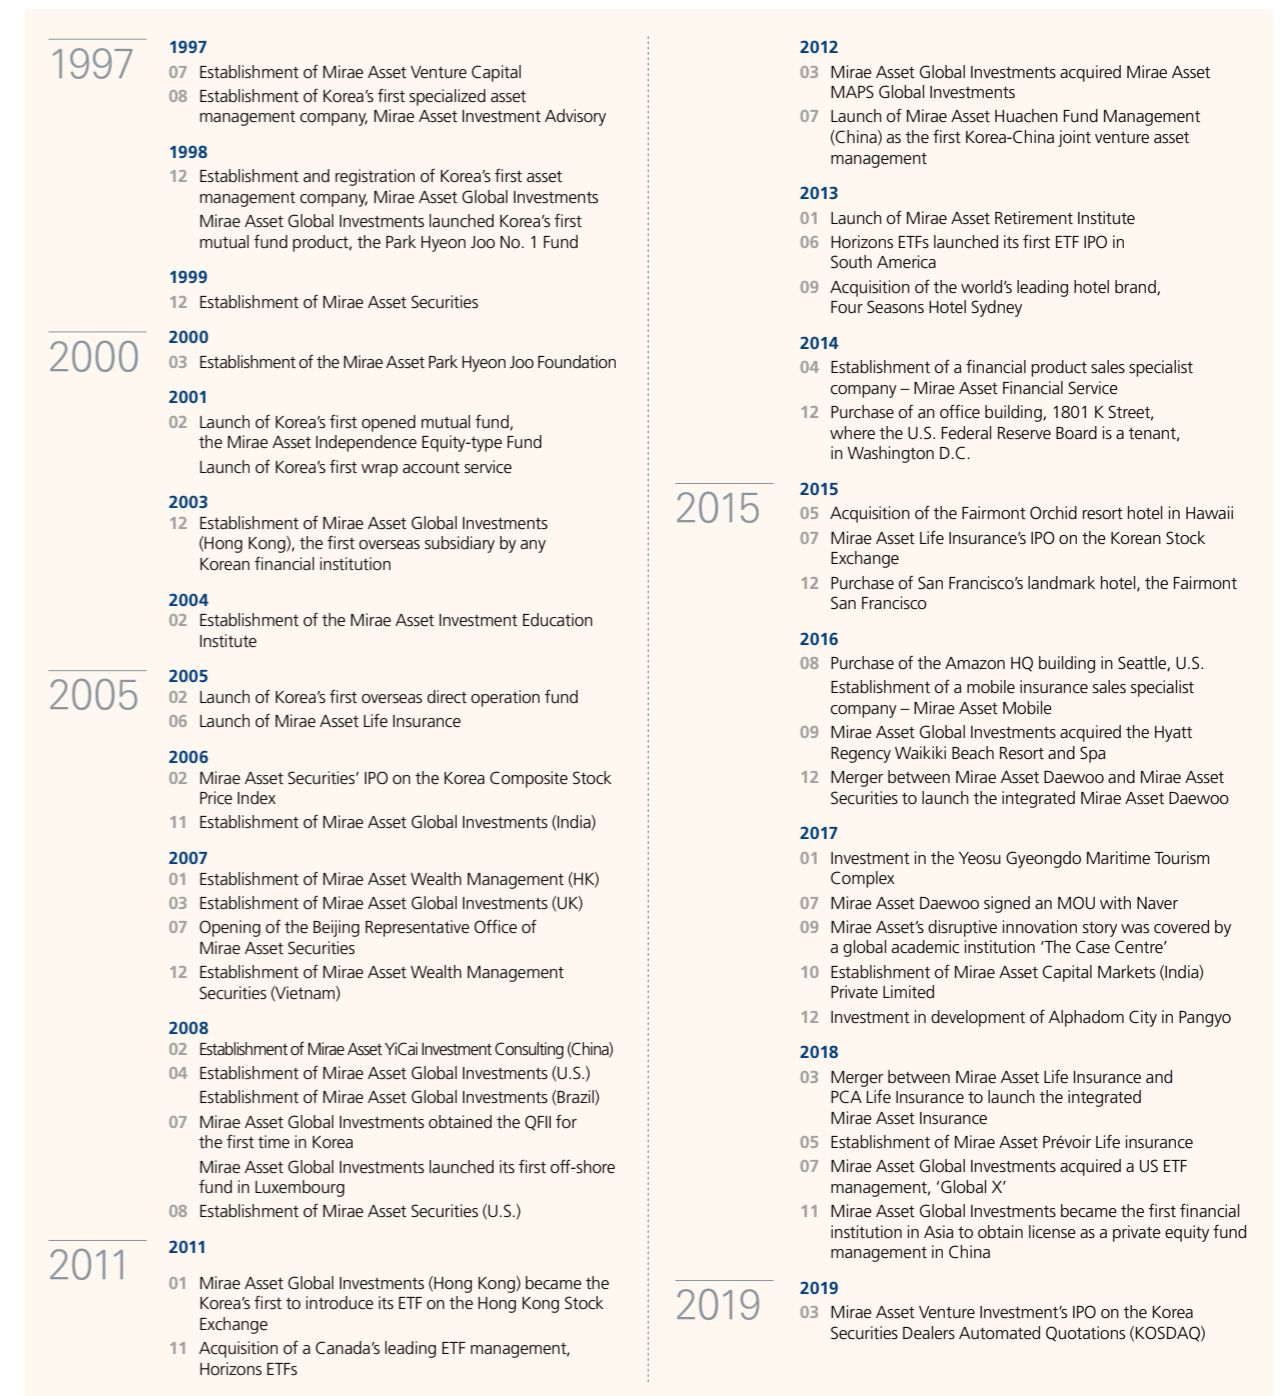 1997
1997
07 Establishment of Mirae Asset Venture Capital
08 Establishment of Korea’s first specialized asset
management company, Mirae Asset Investment Advisory
1998
12 Establishment and registration of Korea’s first asset
management company, Mirae Asset Global Investments
Mirae Asset Global Investments launched Korea’s first
mutual fund product, the Park Hyeon Joo No. 1 Fund
1999
12 Establishment of Mirae Asset Securities
2000
2000
03 Establishment of the Mirae Asset Park Hyeon Joo Foundation
2001
02 Launch of Korea’s first opened mutual fund,
the Mirae Asset Independence Equity-type Fund
Launch of Korea’s first wrap account service
2003
12 Establishment of Mirae Asset Global Investments
(Hong Kong), the first overseas subsidiary by any
Korean financial institution
2004
02 Establishment of the Mirae Asset Investment Education
Institute
2005
2005
02 Launch of Korea’s first overseas direct operation fund
06 Launch of Mirae Asset Life Insurance
2006
02 Mirae Asset Securities’ IPO on the Korea Composite Stock
Price Index
11 Establishment of Mirae Asset Global Investments (India)
2007
01 Establishment of Mirae Asset Wealth Management (HK)
03 Establishment of Mirae Asset Global Investments (UK)
07 Opening of the Beijing Representative Office of
Mirae Asset Securities
12 Establishment of Mirae Asset Wealth Management
Securities (Vietnam)
2008
02 Establishment of Mirae Asset YiCai Investment Consulting (China)
04 Establishment of Mirae Asset Global Investments (U.S.)
Establishment of Mirae Asset Global Investments (Brazil)
07 Mirae Asset Global Investments obtained the QFII for
the first time in Korea
Mirae Asset Global Investments launched its first off-shore
fund in Luxembourg
08 Establishment of Mirae Asset Securities (U.S.)
2011
2011
01 Mirae Asset Global Investments (Hong Kong) became the
Korea’s first to introduce its ETF on the Hong Kong Stock
Exchange
11 Acquisition of a Canada’s leading ETF management,
Horizons ETFs
2012
03 Mirae Asset Global Investments acquired Mirae Asset
MAPS Global Investments
07 Launch of Mirae Asset Huachen Fund Management
(China) as the first Korea-China joint venture asset
management
2013
01 Launch of Mirae Asset Retirement Institute
06 Horizons ETFs launched its first ETF IPO in
South America
09 Acquisition of the world’s leading hotel brand,
Four Seasons Hotel Sydney
2014
04 Establishment of a financial product sales specialist
company – Mirae Asset Financial Service
12 Purchase of an office building, 1801 K Street,
where the U.S. Federal Reserve Board is a tenant,
in Washington D.C.
2015
2015
05 Acquisition of the Fairmont Orchid resort hotel in Hawaii
07 Mirae Asset Life Insurance’s IPO on the Korean Stock
Exchange
12 Purchase of San Francisco’s landmark hotel, the Fairmont
San Francisco
2016
08 Purchase of the Amazon HQ building in Seattle, U.S.
Establishment of a mobile insurance sales specialist
company – Mirae Asset Mobile
09 Mirae Asset Global Investments acquired the Hyatt
Regency Waikiki Beach Resort and Spa
12 Merger between Mirae Asset Daewoo and Mirae Asset
Securities to launch the integrated Mirae Asset Daewoo
2017
01 Investment in the Yeosu Gyeongdo Maritime Tourism
Complex
07 Mirae Asset Daewoo signed an MOU with Naver
09 Mirae Asset’s disruptive innovation story was covered by
a global academic institution ‘The Case Centre’
10 Establishment of Mirae Asset Capital Markets (India)
Private Limited
12 Investment in development of Alphadom City in Pangyo
2018
03 Merger between Mirae Asset Life Insurance and
PCA Life Insurance to launch the integrated
Mirae Asset Insurance
05 Establishment of Mirae Asset Prévoir Life insurance
07 Mirae Asset Global Investments acquired a US ETF
management, ‘Global X’
11 Mirae Asset Global Investments became the first financial
institution in Asia to obtain license as a private equity fund
management in China
2019
2019
03 Mirae Asset Venture Investment’s IPO on the Korea
Securities Dealers Automated Quotations (KOSDAQ)